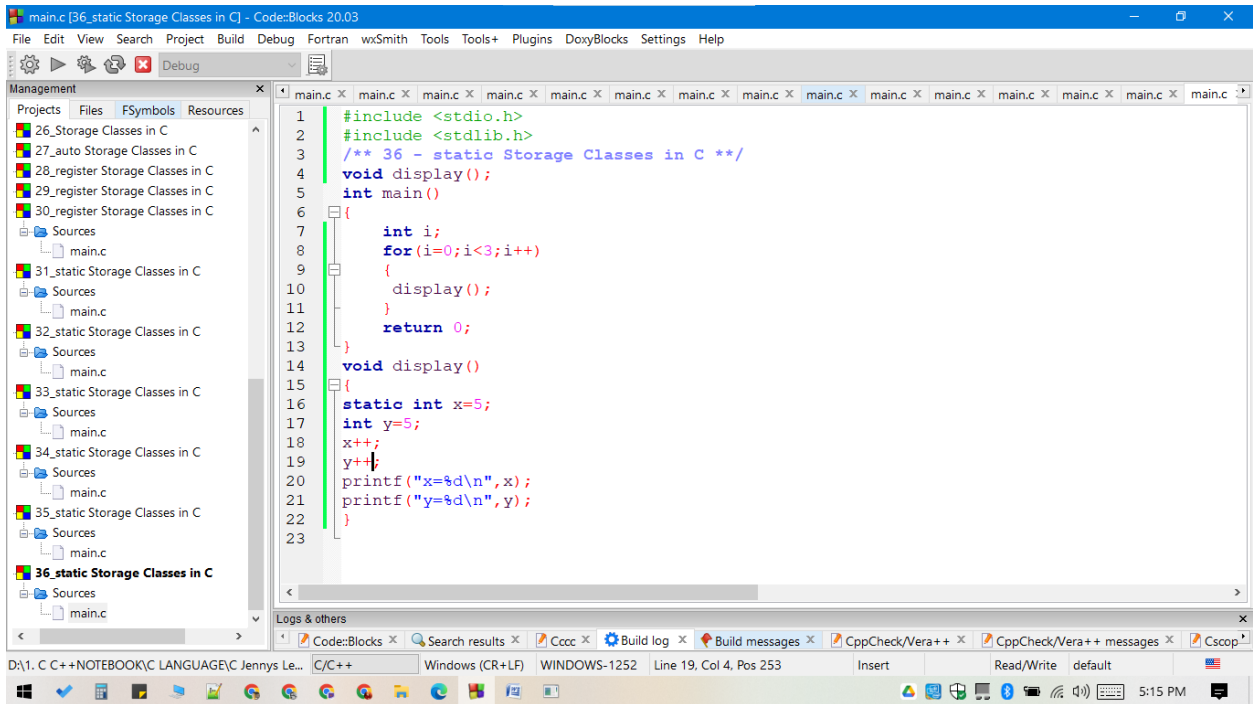 main.c [36_static Storage Classes in C] - Code::Blocks 20.03
File Edit View Search Project Build Debug Fortran wxSmith Tools Tools+ Plugins DoxyBlocks Settings Help
Debug
Management
Projects Files FSymbols Resources
26_Storage Classes in C
27_auto Storage Classes in C
28_register Storage Classes in C
29_register Storage Classes in C
30_register Storage Classes in C
Sources
main.c
31_static Storage Classes in C
Sources
main.c
32_static Storage Classes in C
Sources
main.c
33_static Storage Classes in C
Sources
main.c
34_static Storage Classes in C
Sources
main.c
35_static Storage Classes in C
Sources
main.c
36_static Storage Classes in C
Sources
main.c
main.c X main.c X main.c X main.c X main.c X main.c X main.c X main.c X main.c X main.c X main.c X main.c X main.c X main.c X main.c
1 #include <stdio.h>
2 #include <stdlib.h>
3 /** 36 - static Storage Classes in C **/
4 void display();
5 int main()
6 {
7 int i;
8 for(i=0;i<3;i++)
9 {
10 display();
11 }
12 return 0;
13 }
14 void display()
15 {
16 static int x=5;
17 int y=5;
18 x++;
19 y++;
20 printf("x=%d\n",x);
21 printf("y=%d\n",y);
22 }
23
Logs & others
Code::Blocks X Search results X Cccc X Build log X Build messages X CppCheck/Vera++ X CppCheck/Vera++ messages X Cscop
D:\1. C C++NOTEBOOK\C LANGUAGE\C Jennys Le... C/C++ Windows (CR+LF) WINDOWS-1252 Line 19, Col 4, Pos 253 Insert Read/Write default
5:15 PM